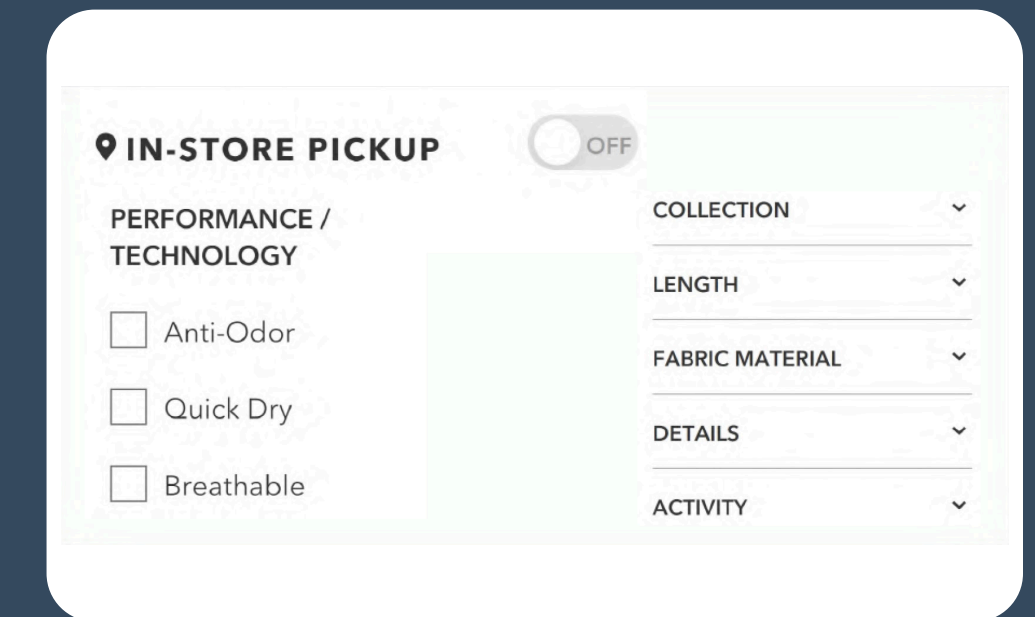 IN-STORE PICKUP
OFF
PERFORMANCE /
TECHNOLOGY
Anti-Odor
Quick Dry
Breathable
COLLECTION
LENGTH
FABRIC MATERIAL
DETAILS
ACTIVITY